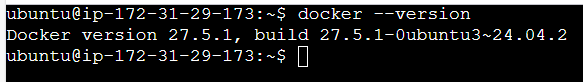 ubuntu@ip-172-31-29-173:~$ docker --version
Docker version 27.5.1, build 27.5.1-0ubuntu3~24.04.2
ubuntu@ip-172-31-29-173:~$